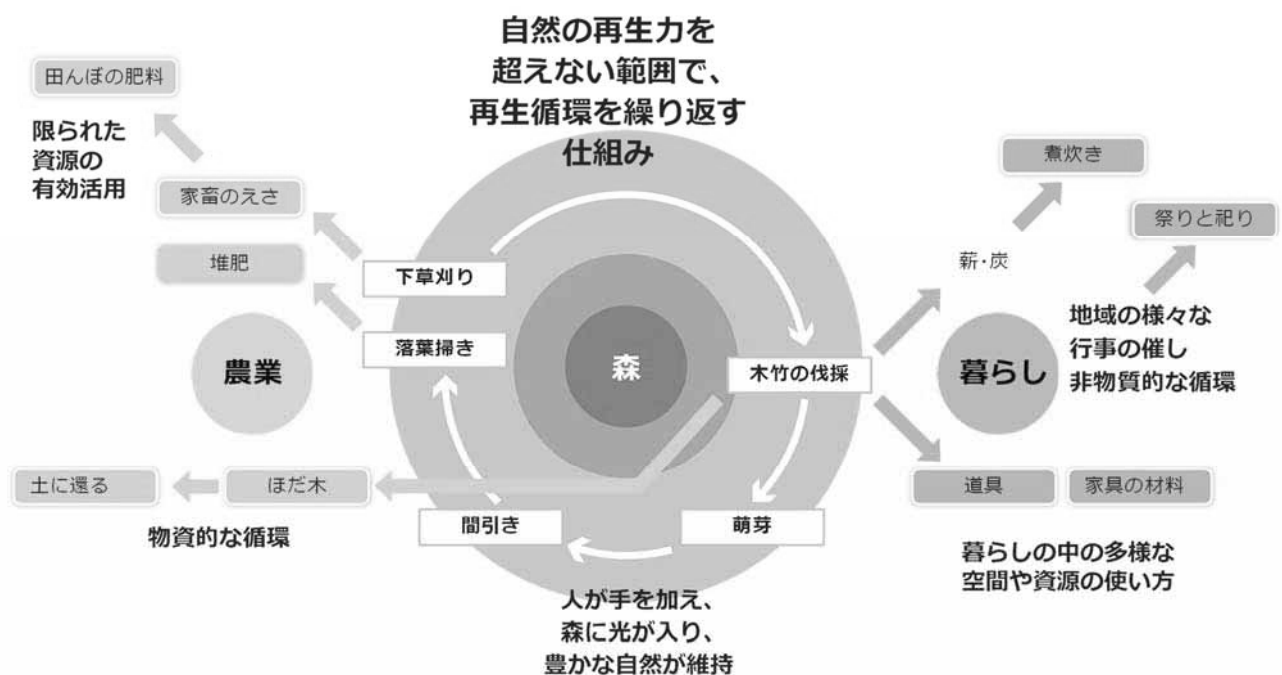 自然の再生力を
超えない範囲で、
再生循環を繰り返す
仕組み
田んぼの肥料
限られた
資源の
有効活用
家畜のえさ
堆肥
下草刈り
落葉掃き
農業
森
木竹の伐採
煮炊き
祭りと祀り
薪・炭
地域の様々な
行事の催し
非物質的な循環
暮らし
土に還る
ほだ木
物資的な循環
間引き
萌芽
道具
家具の材料
暮らしの中の多様な
空間や資源の使い方
人が手を加え、
森に光が入り、
豊かな自然が維持